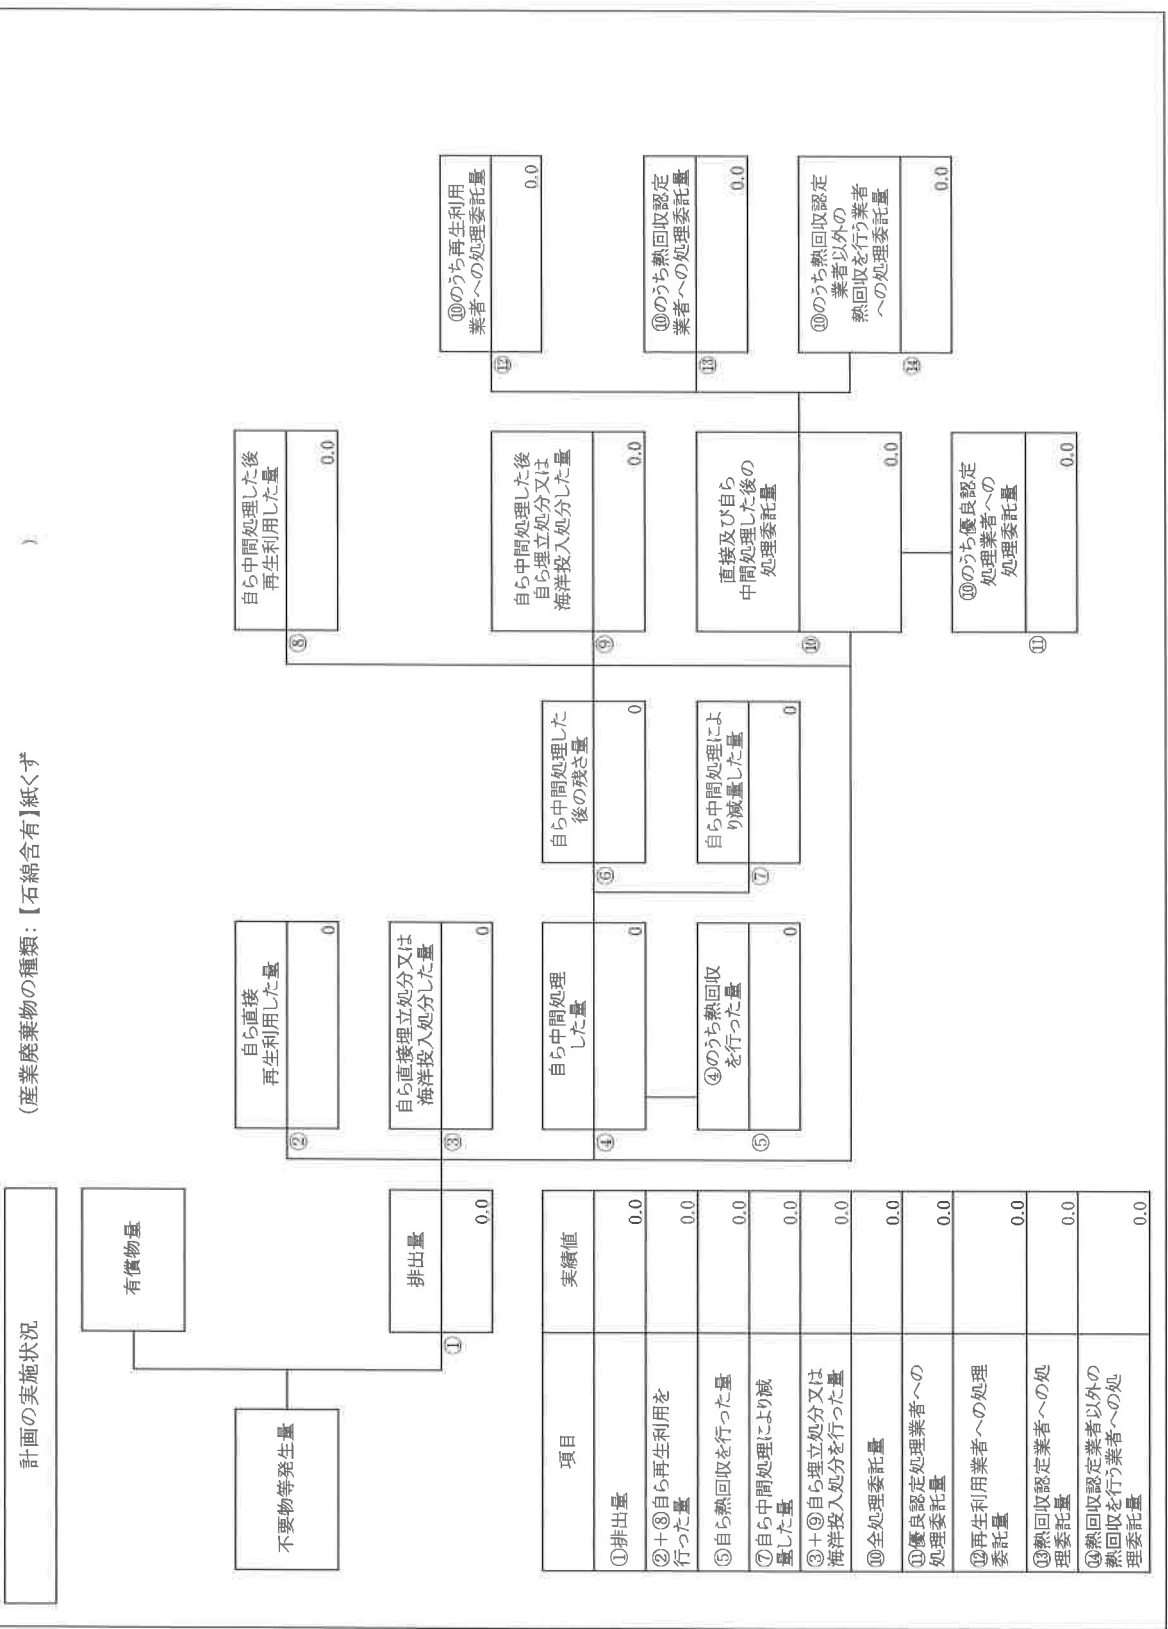 計画の実施状況
（産業廃棄物の種類：【石綿含有】紙くず
）
不要物等発生量
有償物量
①
排出量
0.0
②
自ら直接
再生利用した量
0
③
自ら直接埋立処分又は
海洋投入処分した量
0
④
自ら中間処理
した量
0
⑤
④のうち熱回収
を行った量
0
⑥
自ら中間処理した
後の残さ量
0
⑦
自ら中間処理によ
り減量した量
0
⑧
自ら中間処理した後
再生利用した量
0.0
⑨
自ら中間処理した後
自ら埋立処分又は
海洋投入処分した量
0.0
⑩
直接及び自ら
中間処理した後の
処理委託量
0.0
⑪
⑩のうち優良認定
処理業者への
処理委託量
0.0
⑫
⑩のうち再生利用
業者への処理委託量
0.0
⑬
⑩のうち熱回収認定
業者への処理委託量
0.0
⑭
⑩のうち熱回収認定
業者以外の
熱回収を行う業者
への処理委託量
0.0
項目 実績値
①排出量 0.0
②＋⑧自ら再生利用を
行った量 0.0
⑤自ら熱回収を行った量 0.0
⑦自ら中間処理により減
量した量 0.0
③＋⑨自ら埋立処分又は
海洋投入処分を行った量 0.0
⑩全処理委託量 0.0
⑪優良認定処理業者への
処理委託量 0.0
⑫再生利用業者への処理
委託量 0.0
⑬熱回収認定業者への処
理委託量 0.0
⑭熱回収認定業者以外の
熱回収を行う業者への処
理委託量 0.0